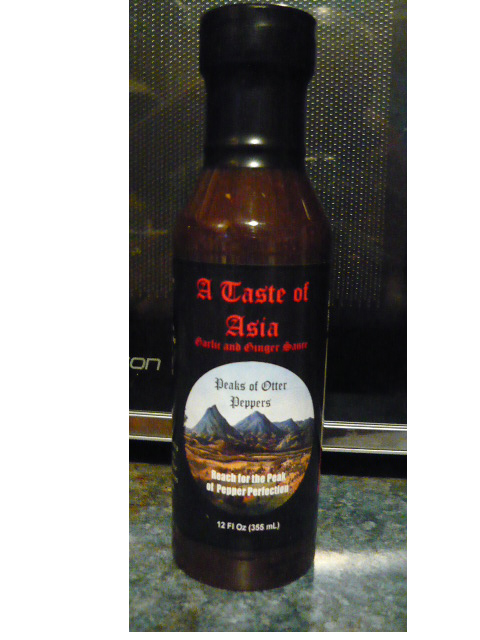 A Taste of
Asia
Garlic and Ginger Sauce
Peaks of Otter
Peppers
Reach for the Peak
of Pepper Perfection
12 Fl Oz (355 mL)